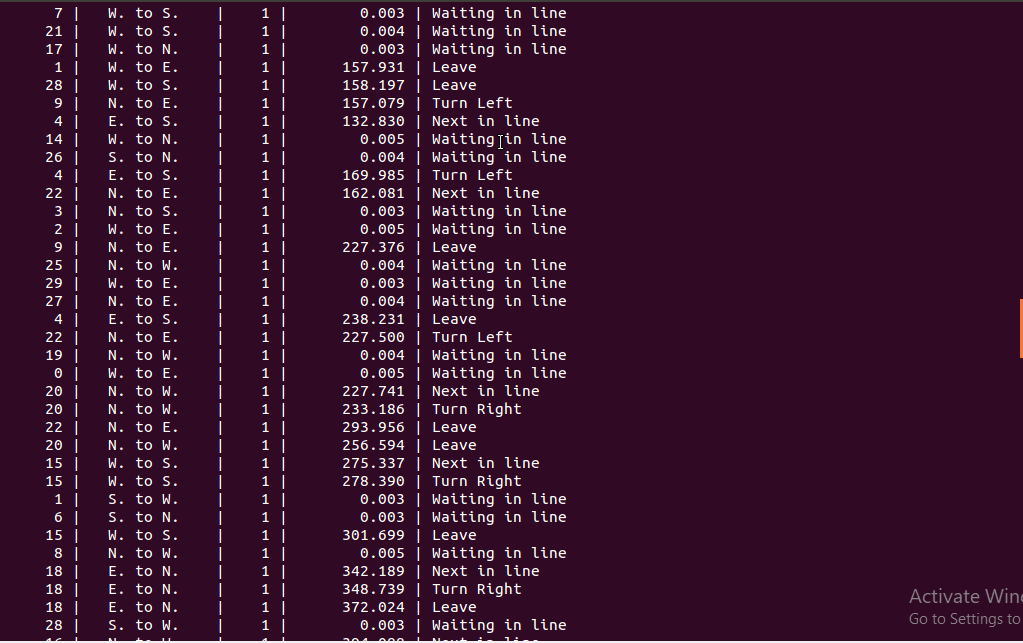 7 | W. to S. | 1 | 0.003 | Waiting in line
21 | W. to S. | 1 | 0.004 | Waiting in line
17 | W. to N. | 1 | 0.003 | Waiting in line
1 | W. to E. | 1 | 157.931 | Leave
28 | W. to S. | 1 | 158.197 | Leave
9 | N. to E. | 1 | 157.079 | Turn Left
4 | E. to S. | 1 | 132.830 | Next in line
14 | W. to N. | 1 | 0.005 | Waiting in line
26 | S. to N. | 1 | 0.004 | Waiting in line
4 | E. to S. | 1 | 169.985 | Turn Left
22 | N. to E. | 1 | 162.081 | Next in line
3 | N. to S. | 1 | 0.003 | Waiting in line
2 | W. to E. | 1 | 0.005 | Waiting in line
9 | N. to E. | 1 | 227.376 | Leave
25 | N. to W. | 1 | 0.004 | Waiting in line
29 | W. to E. | 1 | 0.003 | Waiting in line
27 | N. to E. | 1 | 0.004 | Waiting in line
4 | E. to S. | 1 | 238.231 | Leave
22 | N. to E. | 1 | 227.500 | Turn Left
19 | N. to W. | 1 | 0.004 | Waiting in line
0 | W. to E. | 1 | 0.005 | Waiting in line
20 | N. to W. | 1 | 227.741 | Next in line
20 | N. to W. | 1 | 233.186 | Turn Right
22 | N. to E. | 1 | 293.956 | Leave
20 | N. to W. | 1 | 256.594 | Leave
15 | W. to S. | 1 | 275.337 | Next in line
15 | W. to S. | 1 | 278.390 | Turn Right
1 | S. to W. | 1 | 0.003 | Waiting in line
6 | S. to N. | 1 | 0.003 | Waiting in line
15 | W. to S. | 1 | 301.699 | Leave
8 | N. to W. | 1 | 0.005 | Waiting in line
18 | E. to N. | 1 | 342.189 | Next in line
18 | E. to N. | 1 | 348.739 | Turn Right
18 | E. to N. | 1 | 372.024 | Leave
28 | S. to W. | 1 | 0.003 | Waiting in line
Activate Win
Go to Settings to